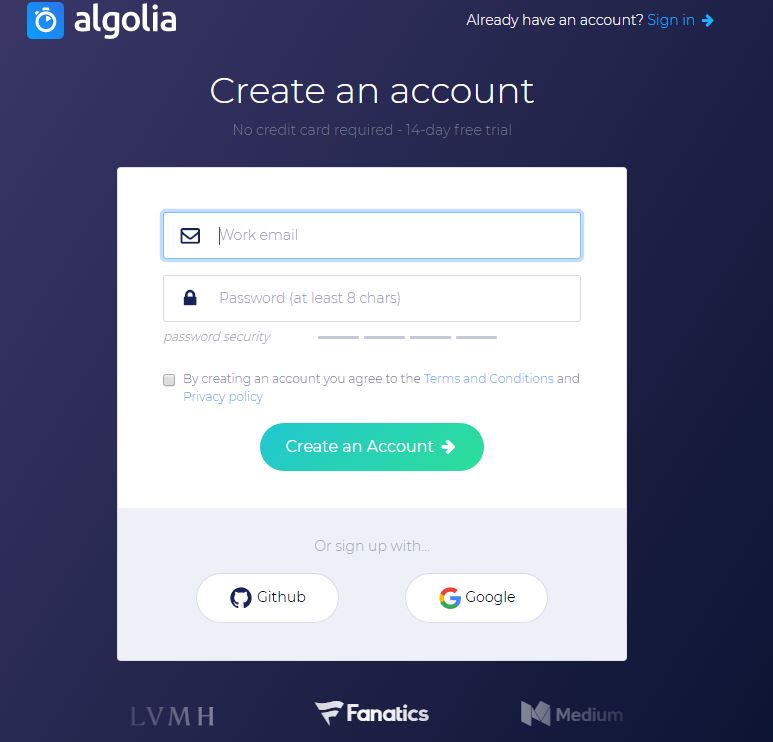 algolia
Already have an account? Sign in
Create an account
No credit card required - 14-day free trial
Work email
Password (at least 8 chars)
password security
By creating an account you agree to the Terms and Conditions and
Privacy policy
Create an Account
Or sign up with...
Github
Google
LVMH
Fanatics
Medium